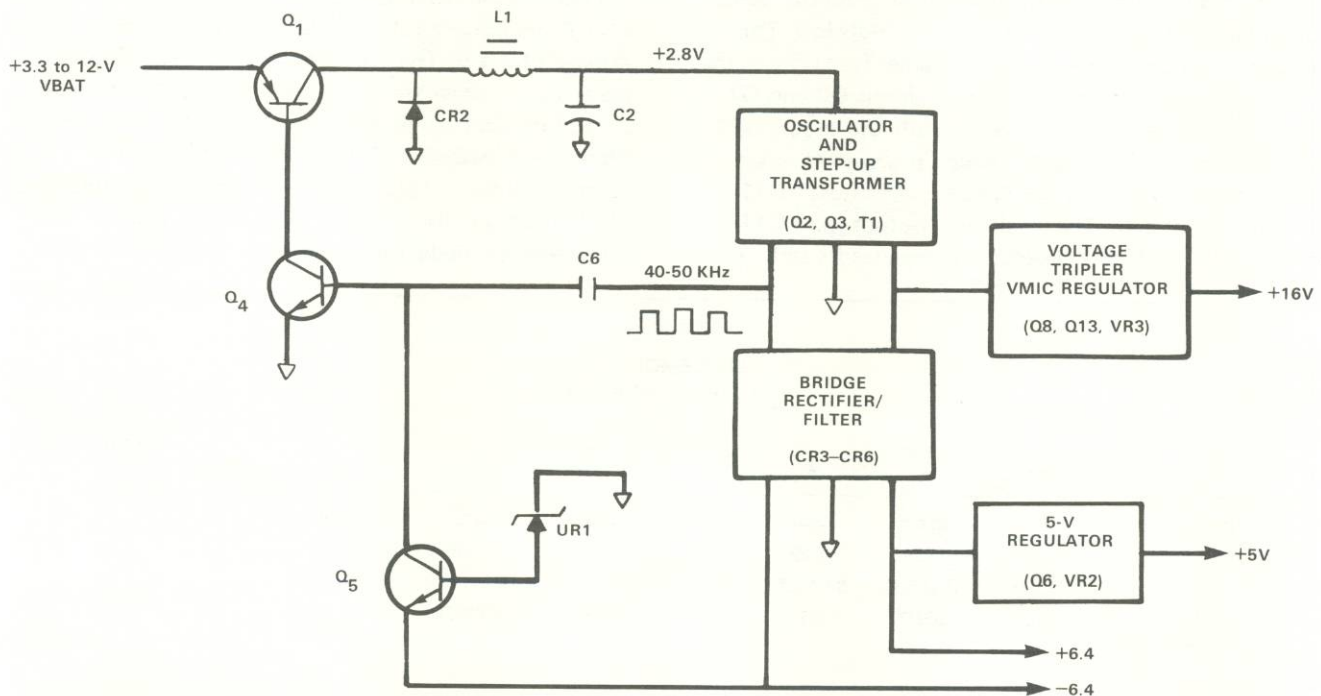 Q1
L1
+3.3 to 12-V
VBAT
+2.8V
CR2
C2
OSCILLATOR
AND
STEP-UP
TRANSFORMER
(Q2, Q3, T1)
C6
40-50 KHz
Q4
VOLTAGE
TRIPLER
VMIC REGULATOR
(Q8, Q13, VR3)
+16V
BRIDGE
RECTIFIER/
FILTER
(CR3–CR6)
UR1
Q5
5-V
REGULATOR
(Q6, VR2)
+5V
+6.4
−6.4